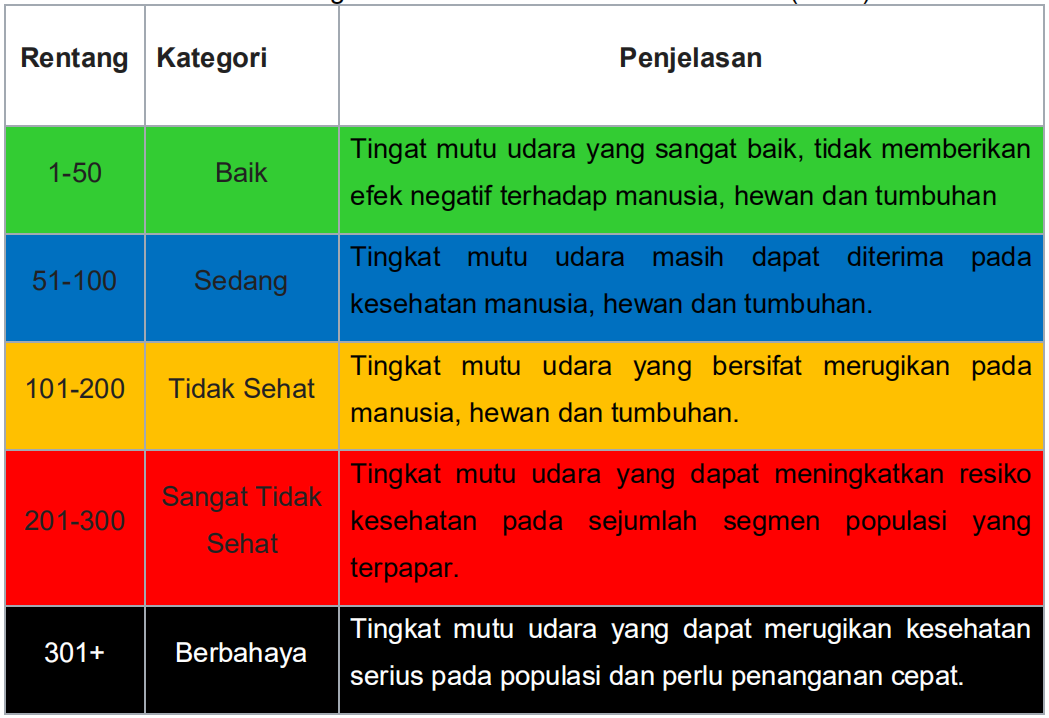 Rentang
Kategori
Penjelasan
1-50
Baik
Tingat mutu udara yang sangat baik, tidak memberikan
efek negatif terhadap manusia, hewan dan tumbuhan
51-100
Sedang
Tingkat mutu udara masih dapat diterima pada
kesehatan manusia, hewan dan tumbuhan.
101-200
Tidak Sehat
Tingkat mutu udara yang bersifat merugikan pada
manusia, hewan dan tumbuhan.
201-300
Sangat Tidak
Sehat
Tingkat mutu udara yang dapat meningkatkan resiko
kesehatan pada sejumlah segmen populasi yang
terpapar.
301+
Berbahaya
Tingkat mutu udara yang dapat merugikan kesehatan
serius pada populasi dan perlu penanganan cepat.